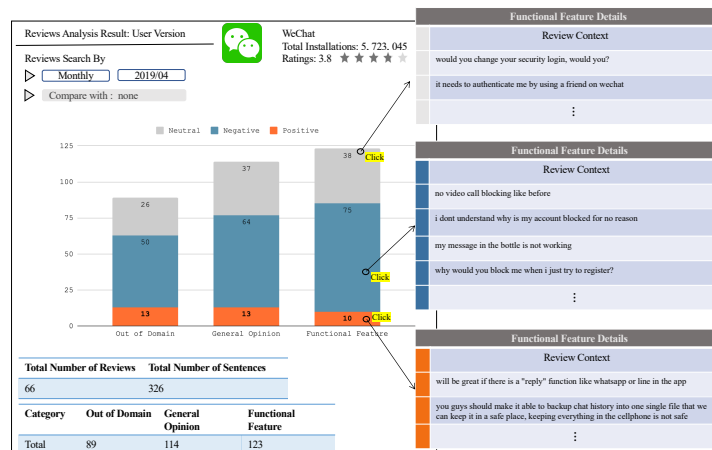 Reviews Analysis Result: User Version
WeChat
Total Installations: 5, 723, 045
Ratings: 3.8
Reviews Search By
Monthly
2019/04
Compare with : none
Neutral
Negative
Positive
125
100
75
50
25
0
26
50
13
37
64
13
38
75
10
Click
Click
Click
Out of Domain
General Opinion
Functional Feature
Total Number of Reviews
Total Number of Sentences
66
326
Category
Out of Domain
General
Opinion
Functional
Feature
Total
89
114
123
Functional Feature Details
Review Context
would you change your security login, would you?
it needs to authenticate me by using a friend on wechat
⋮
Functional Feature Details
Review Context
no video call blocking like before
i dont understand why is my account blocked for no reason
my message in the bottle is not working
why would you block me when i just try to register?
⋮
Functional Feature Details
Review Context
will be great if there is a "reply" function like whatsapp or line in the app
you guys should make it able to backup chat history into one single file that we
can keep it in a safe place, keeping everything in the cellphone is not safe
⋮